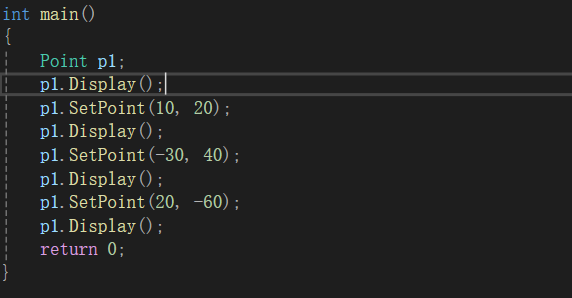 int main()
{
Point p1;
p1.Display();
p1.SetPoint(10, 20);
p1.Display();
p1.SetPoint(-30, 40);
p1.Display();
p1.SetPoint(20, -60);
p1.Display();
return 0;
}